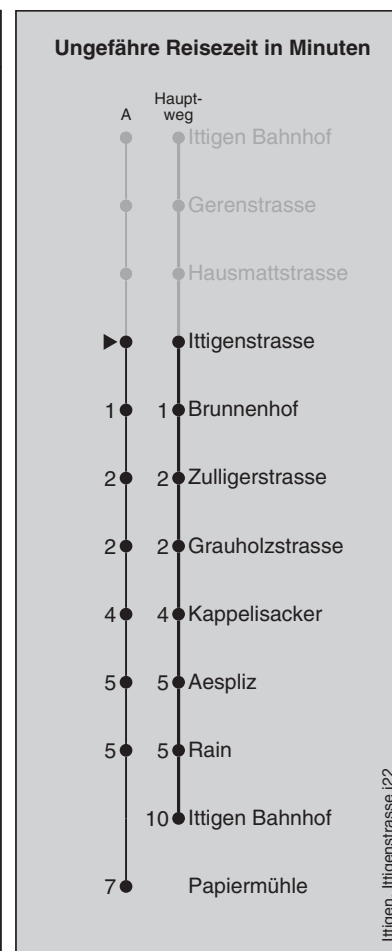 Ungefähre Reisezeit in Minuten
A Haupt-
weg
Ittigen Bahnhof
Gerenstrasse
Hausmattstrasse
Ittigenstrasse
1 1 Brunnenhof
2 2 Zulligerstrasse
2 2 Grauholzstrasse
4 4 Kappelisacker
5 5 Aespliz
5 5 Rain
10 Ittigen Bahnhof
7 Papiermühle
Ittigen, Ittigenstrasse j22